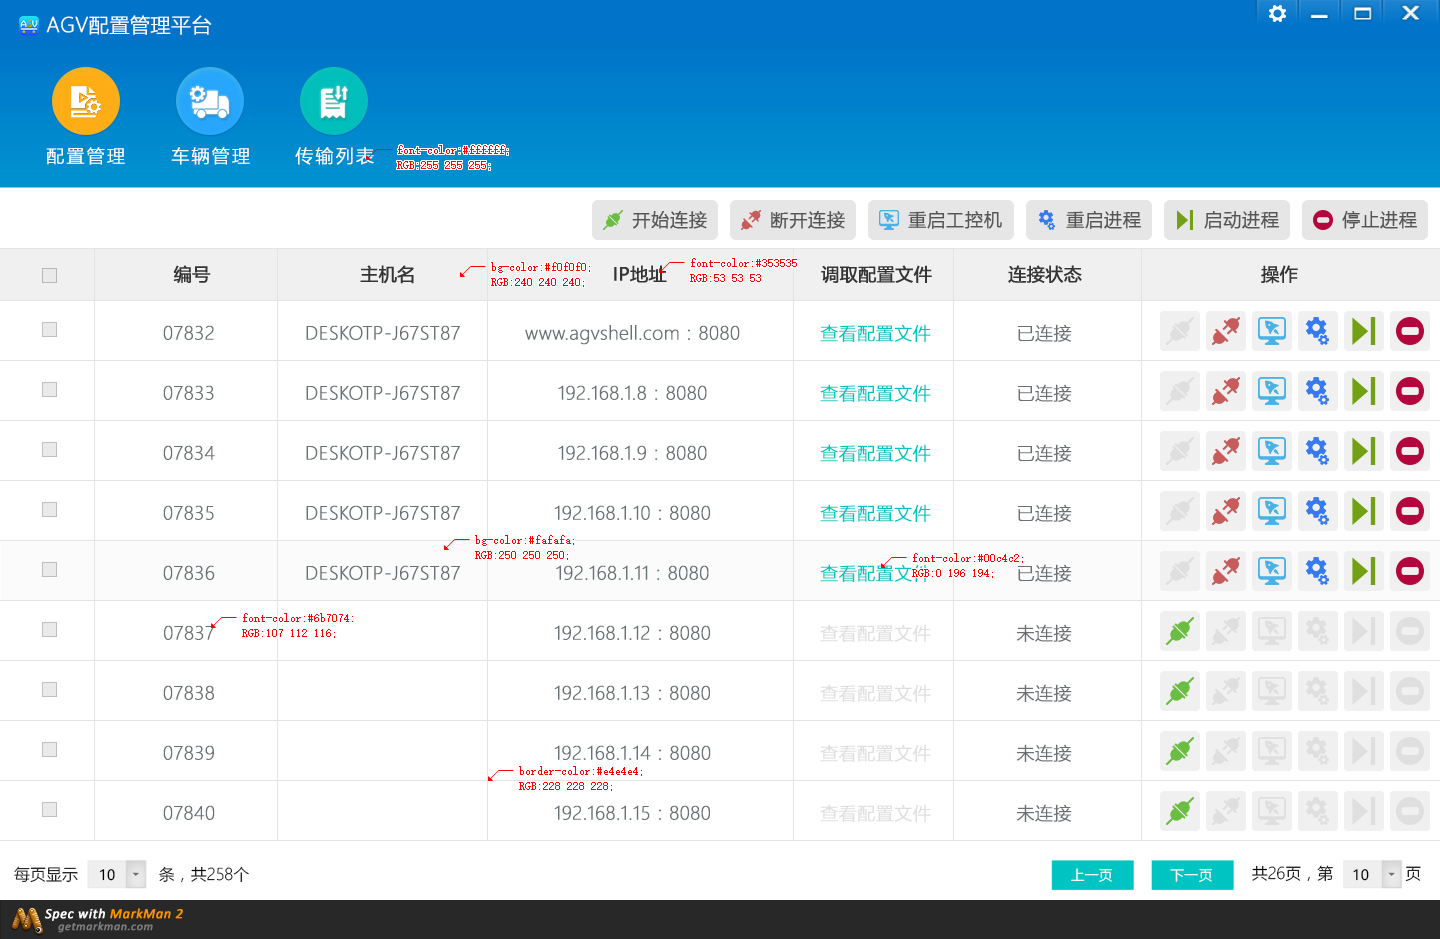 AGV配置管理平台
配置管理 车辆管理 传输列表
font-color:#ffffff;
RGB:255 255 255;
开始连接 断开连接 重启工控机 重启进程 启动进程 停止进程
编号 主机名 IP地址 调取配置文件 连接状态 操作
bg-color:#f0f0f0;
RGB:240 240 240;
font-color:#353535
RGB:53 53 53
07832 DESKOTP-J67ST87 www.agvshell.com : 8080 查看配置文件 已连接
07833 DESKOTP-J67ST87 192.168.1.8 : 8080 查看配置文件 已连接
07834 DESKOTP-J67ST87 192.168.1.9 : 8080 查看配置文件 已连接
07835 DESKOTP-J67ST87 192.168.1.10 : 8080 查看配置文件 已连接
bg-color:#fafafa;
RGB:250 250 250;
font-color:#00c4c2;
RGB:0 196 194;
07836 DESKOTP-J67ST87 192.168.1.11 : 8080 查看配置文件 已连接
font-color:#6b7074:
RGB:107 112 116;
07837 192.168.1.12 : 8080 查看配置文件 未连接
07838 192.168.1.13 : 8080 查看配置文件 未连接
07839 192.168.1.14 : 8080 查看配置文件 未连接
border-color:#e4e4e4;
RGB:228 228 228;
07840 192.168.1.15 : 8080 查看配置文件 未连接
每页显示 10 条，共258个 上一页 下一页 共26页，第 10 页
Spec with MarkMan 2
getmarkman.com